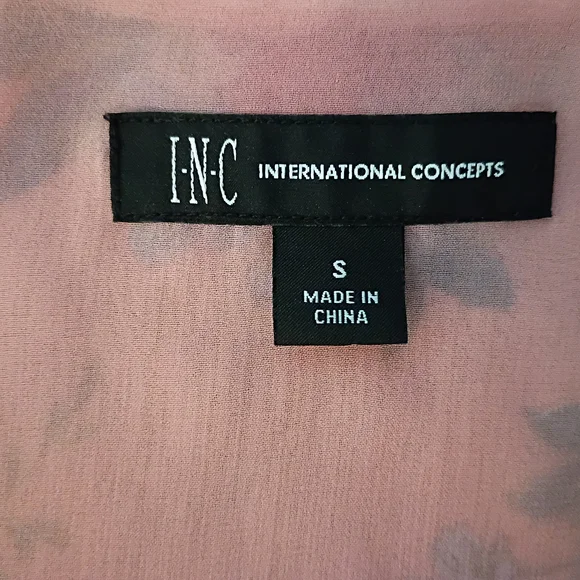 I·N·C INTERNATIONAL CONCEPTS
S
MADE IN
CHINA